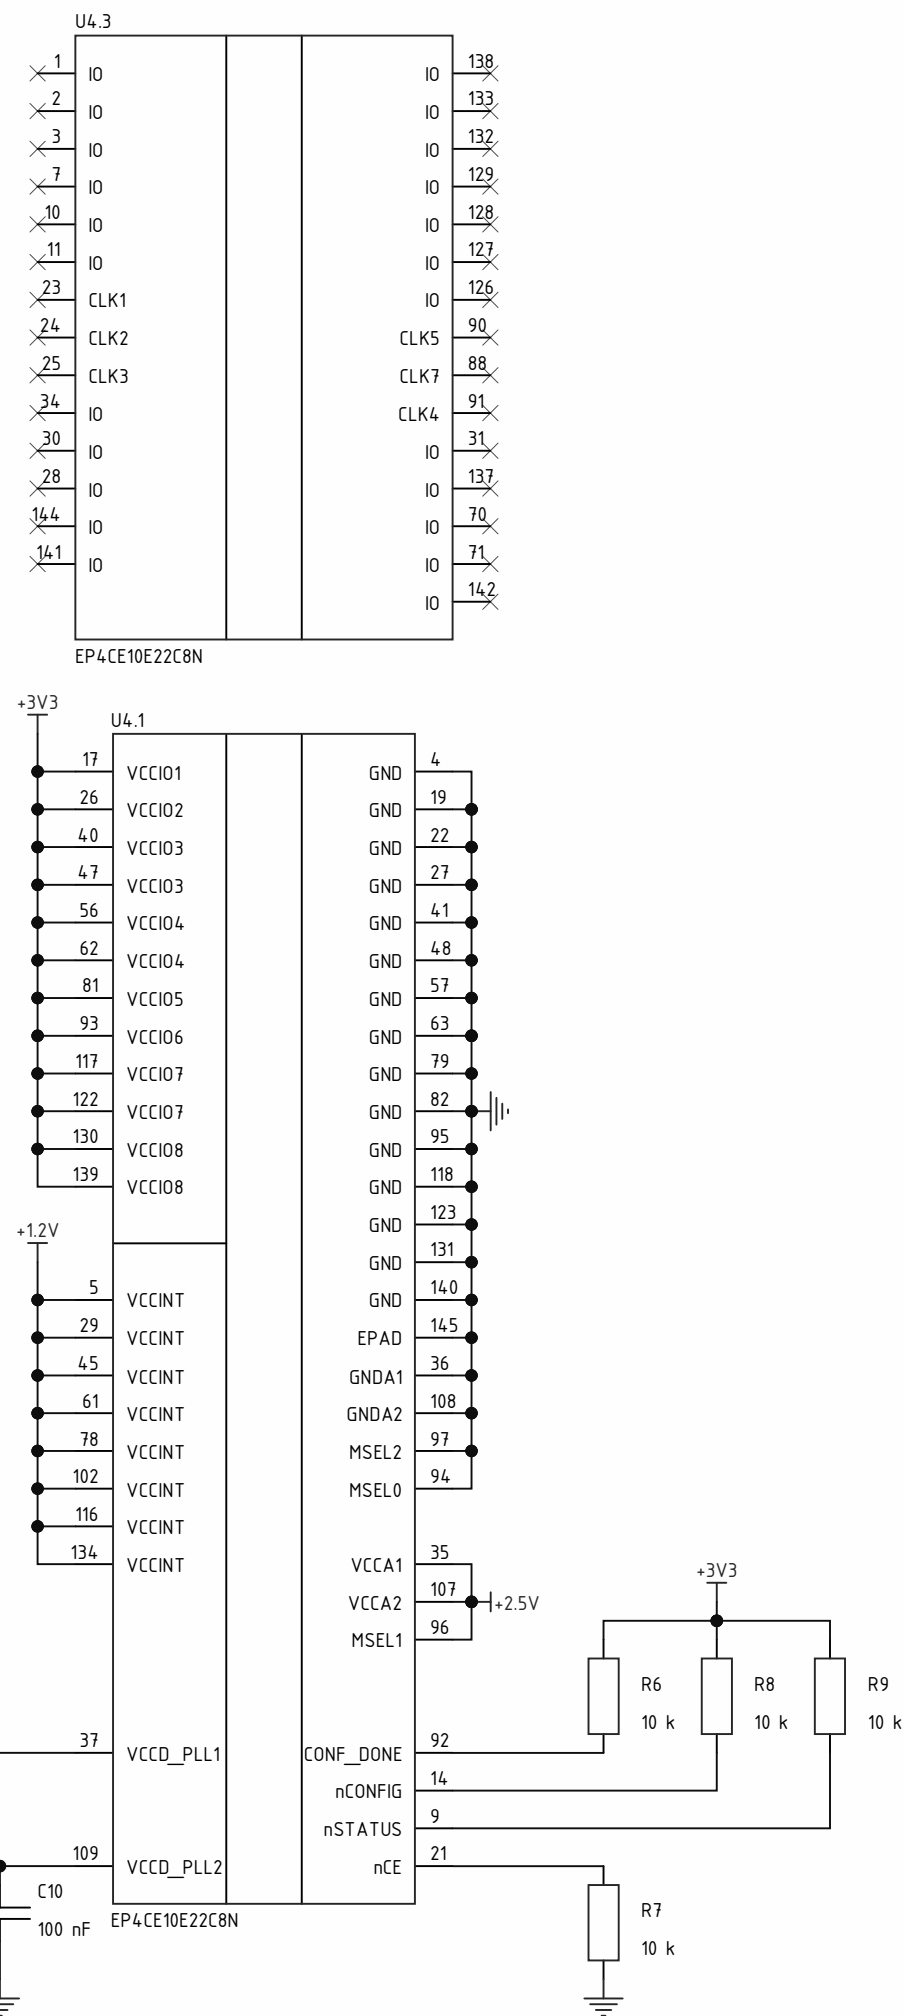 U4.3
1 IO IO 138
2 IO IO 133
3 IO IO 132
7 IO IO 129
10 IO IO 128
11 IO IO 127
23 CLK1 IO 126
24 CLK2 CLK5 90
25 CLK3 CLK7 88
34 IO CLK4 91
30 IO IO 31
28 IO IO 137
144 IO IO 70
141 IO IO 71
IO 142
EP4CE10E22C8N
+3V3
U4.1
17 VCCIO1 GND 4
26 VCCIO2 GND 19
40 VCCIO3 GND 22
47 VCCIO3 GND 27
56 VCCIO4 GND 41
62 VCCIO4 GND 48
81 VCCIO5 GND 57
93 VCCIO6 GND 63
117 VCCIO7 GND 79
122 VCCIO7 GND 82
130 VCCIO8 GND 95
139 VCCIO8 GND 118
+1.2V GND 123
GND 131
5 VCCINT GND 140
29 VCCINT EPAD 145
45 VCCINT GNDA1 36
61 VCCINT GNDA2 108
78 VCCINT MSEL2 97
102 VCCINT MSEL0 94
116 VCCINT
134 VCCINT VCCA1 35
+3V3
VCCA2 107 +2.5V
MSEL1 96
R6 R8 R9
10 k 10 k 10 k
37 VCCD_PLL1 CONF_DONE 92
nCONFIG 14
nSTATUS 9
109 VCCD_PLL2 nCE 21
C10
R7
EP4CE10E22C8N
100 nF
10 k